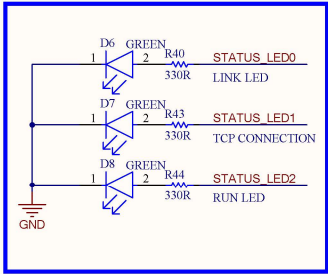 D6 GREEN R40 STATUS_LED0
1 2 330R LINK LED
D7 GREEN R43 STATUS_LED1
1 2 330R TCP CONNECTION
D8 GREEN R44 STATUS_LED2
1 2 330R RUN LED
GND